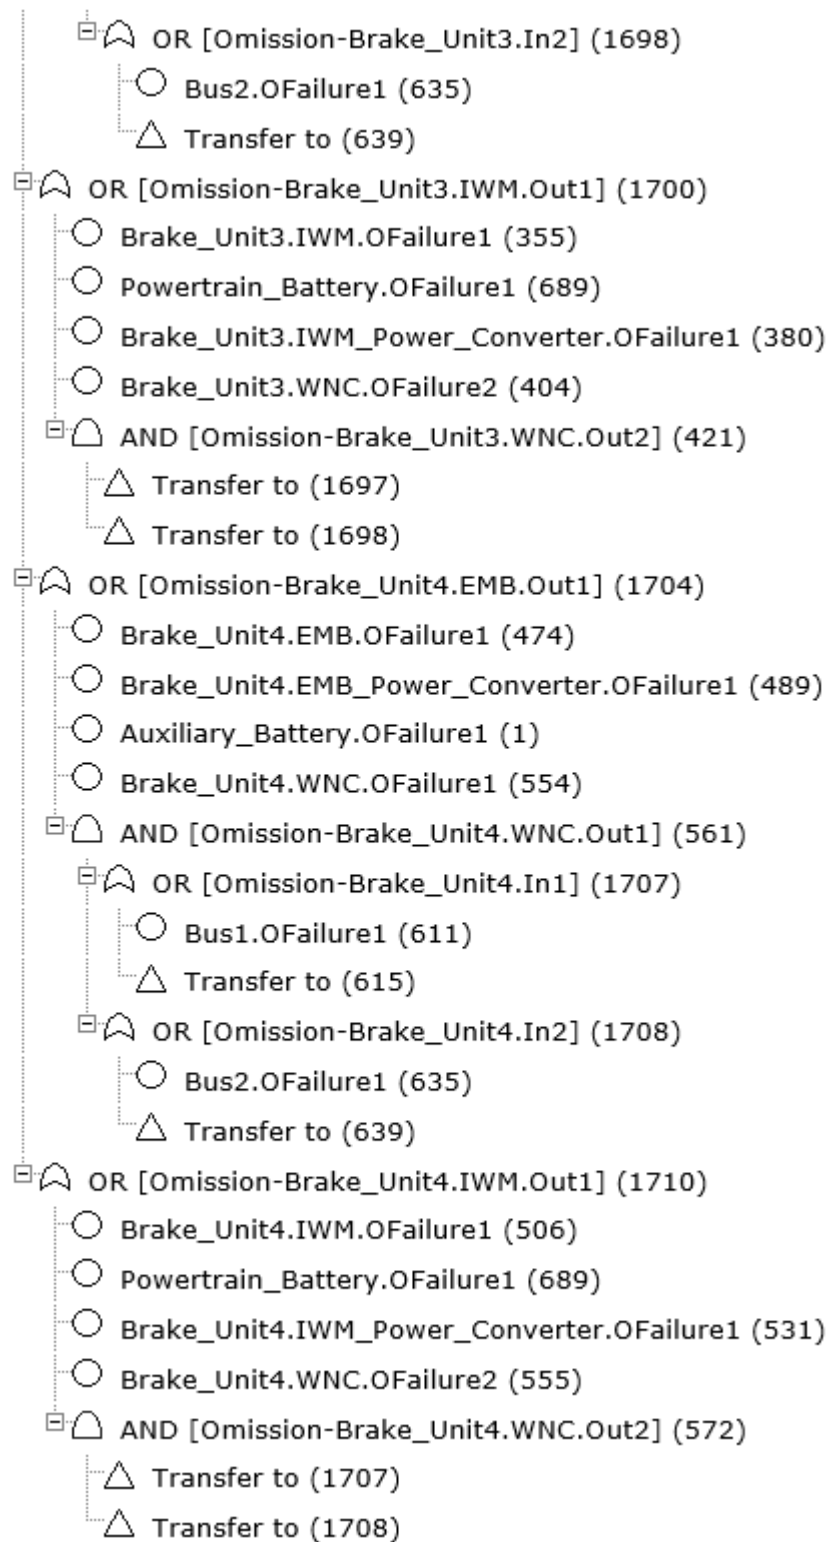 OR [Omission-Brake_Unit3.In2] (1698)
Bus2.OFailure1 (635)
Transfer to (639)
OR [Omission-Brake_Unit3.IWM.Out1] (1700)
Brake_Unit3.IWM.OFailure1 (355)
Powertrain_Battery.OFailure1 (689)
Brake_Unit3.IWM_Power_Converter.OFailure1 (380)
Brake_Unit3.WNC.OFailure2 (404)
AND [Omission-Brake_Unit3.WNC.Out2] (421)
Transfer to (1697)
Transfer to (1698)
OR [Omission-Brake_Unit4.EMB.Out1] (1704)
Brake_Unit4.EMB.OFailure1 (474)
Brake_Unit4.EMB_Power_Converter.OFailure1 (489)
Auxiliary_Battery.OFailure1 (1)
Brake_Unit4.WNC.OFailure1 (554)
AND [Omission-Brake_Unit4.WNC.Out1] (561)
OR [Omission-Brake_Unit4.In1] (1707)
Bus1.OFailure1 (611)
Transfer to (615)
OR [Omission-Brake_Unit4.In2] (1708)
Bus2.OFailure1 (635)
Transfer to (639)
OR [Omission-Brake_Unit4.IWM.Out1] (1710)
Brake_Unit4.IWM.OFailure1 (506)
Powertrain_Battery.OFailure1 (689)
Brake_Unit4.IWM_Power_Converter.OFailure1 (531)
Brake_Unit4.WNC.OFailure2 (555)
AND [Omission-Brake_Unit4.WNC.Out2] (572)
Transfer to (1707)
Transfer to (1708)